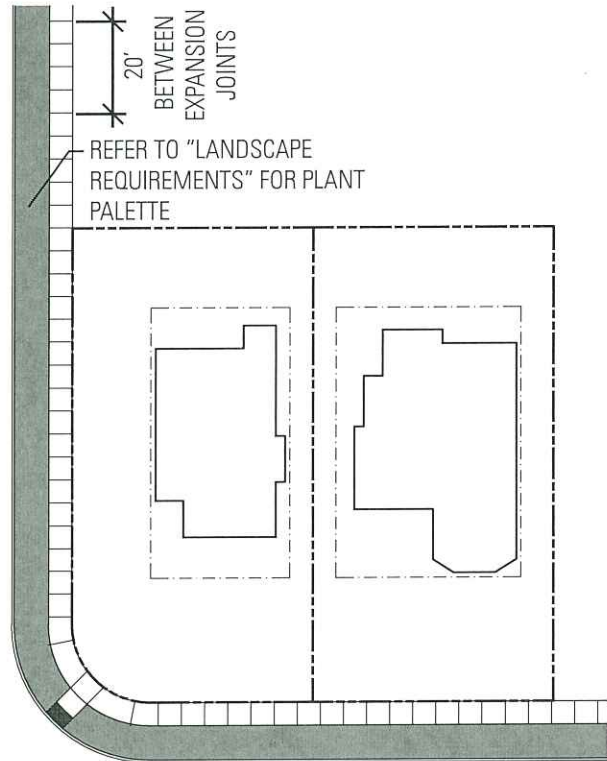 20'
BETWEEN
EXPANSION
JOINTS
REFER TO "LANDSCAPE
REQUIREMENTS" FOR PLANT
PALETTE